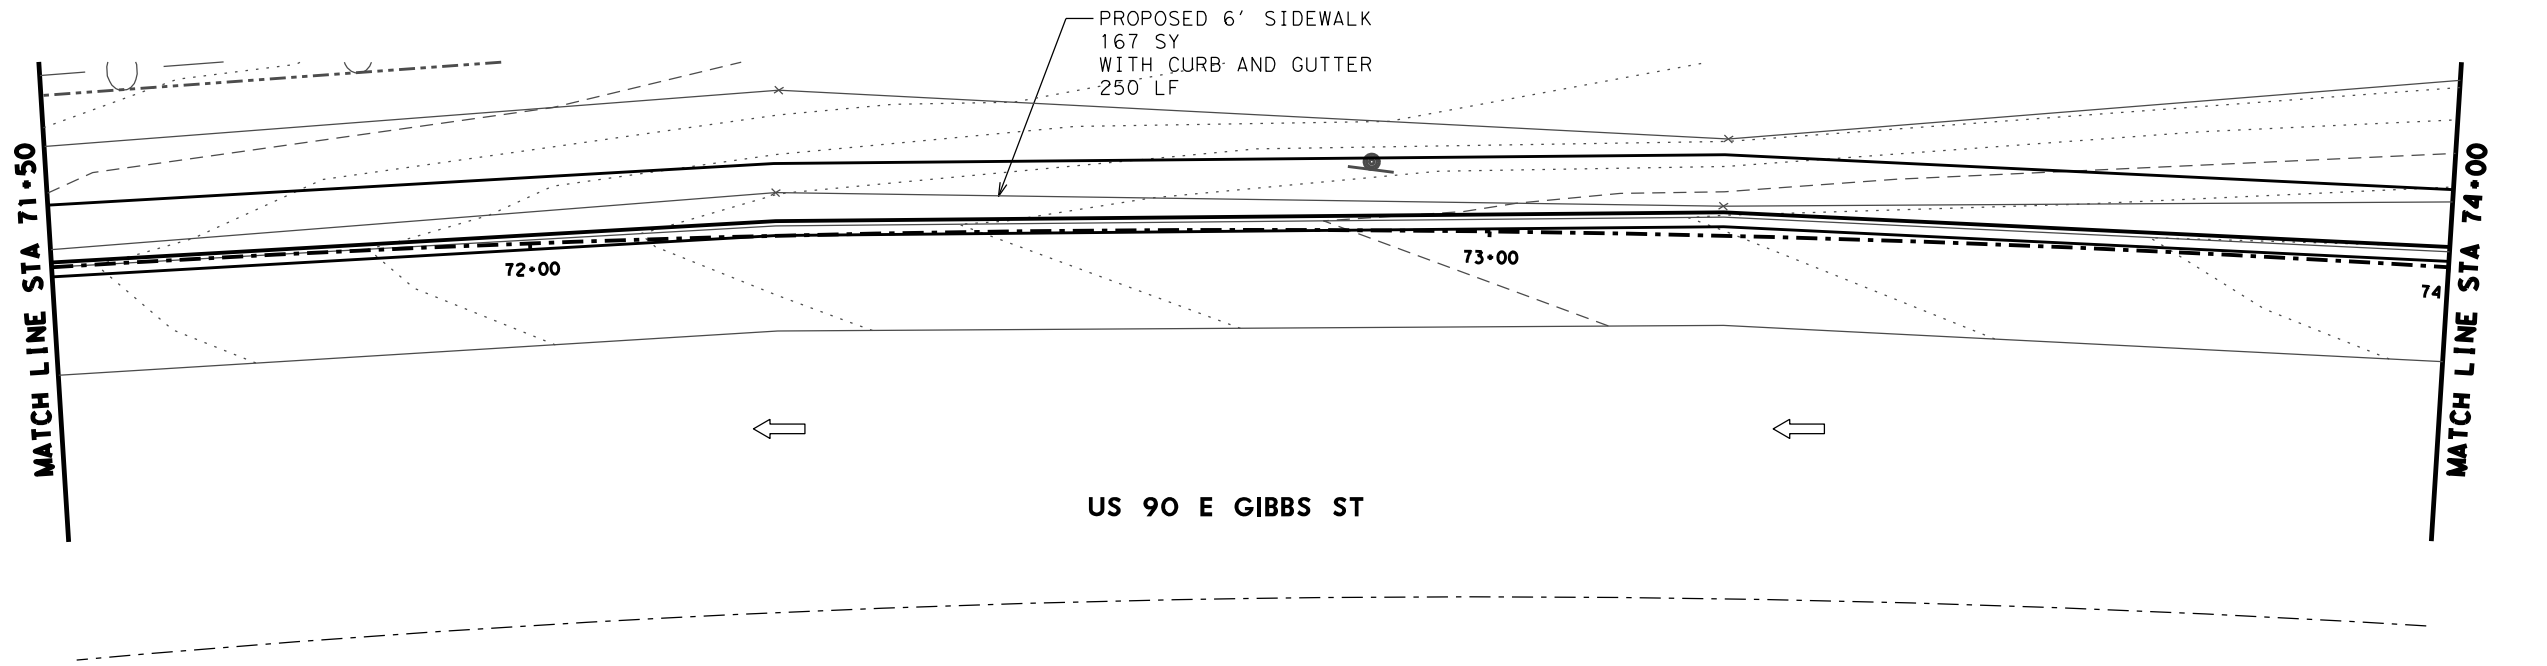 PROPOSED 6' SIDEWALK
167 SY
WITH CURB AND GUTTER
250 LF
MATCH LINE STA 71+50
72+00
73+00
74
MATCH LINE STA 74+00
US 90 E GIBBS ST